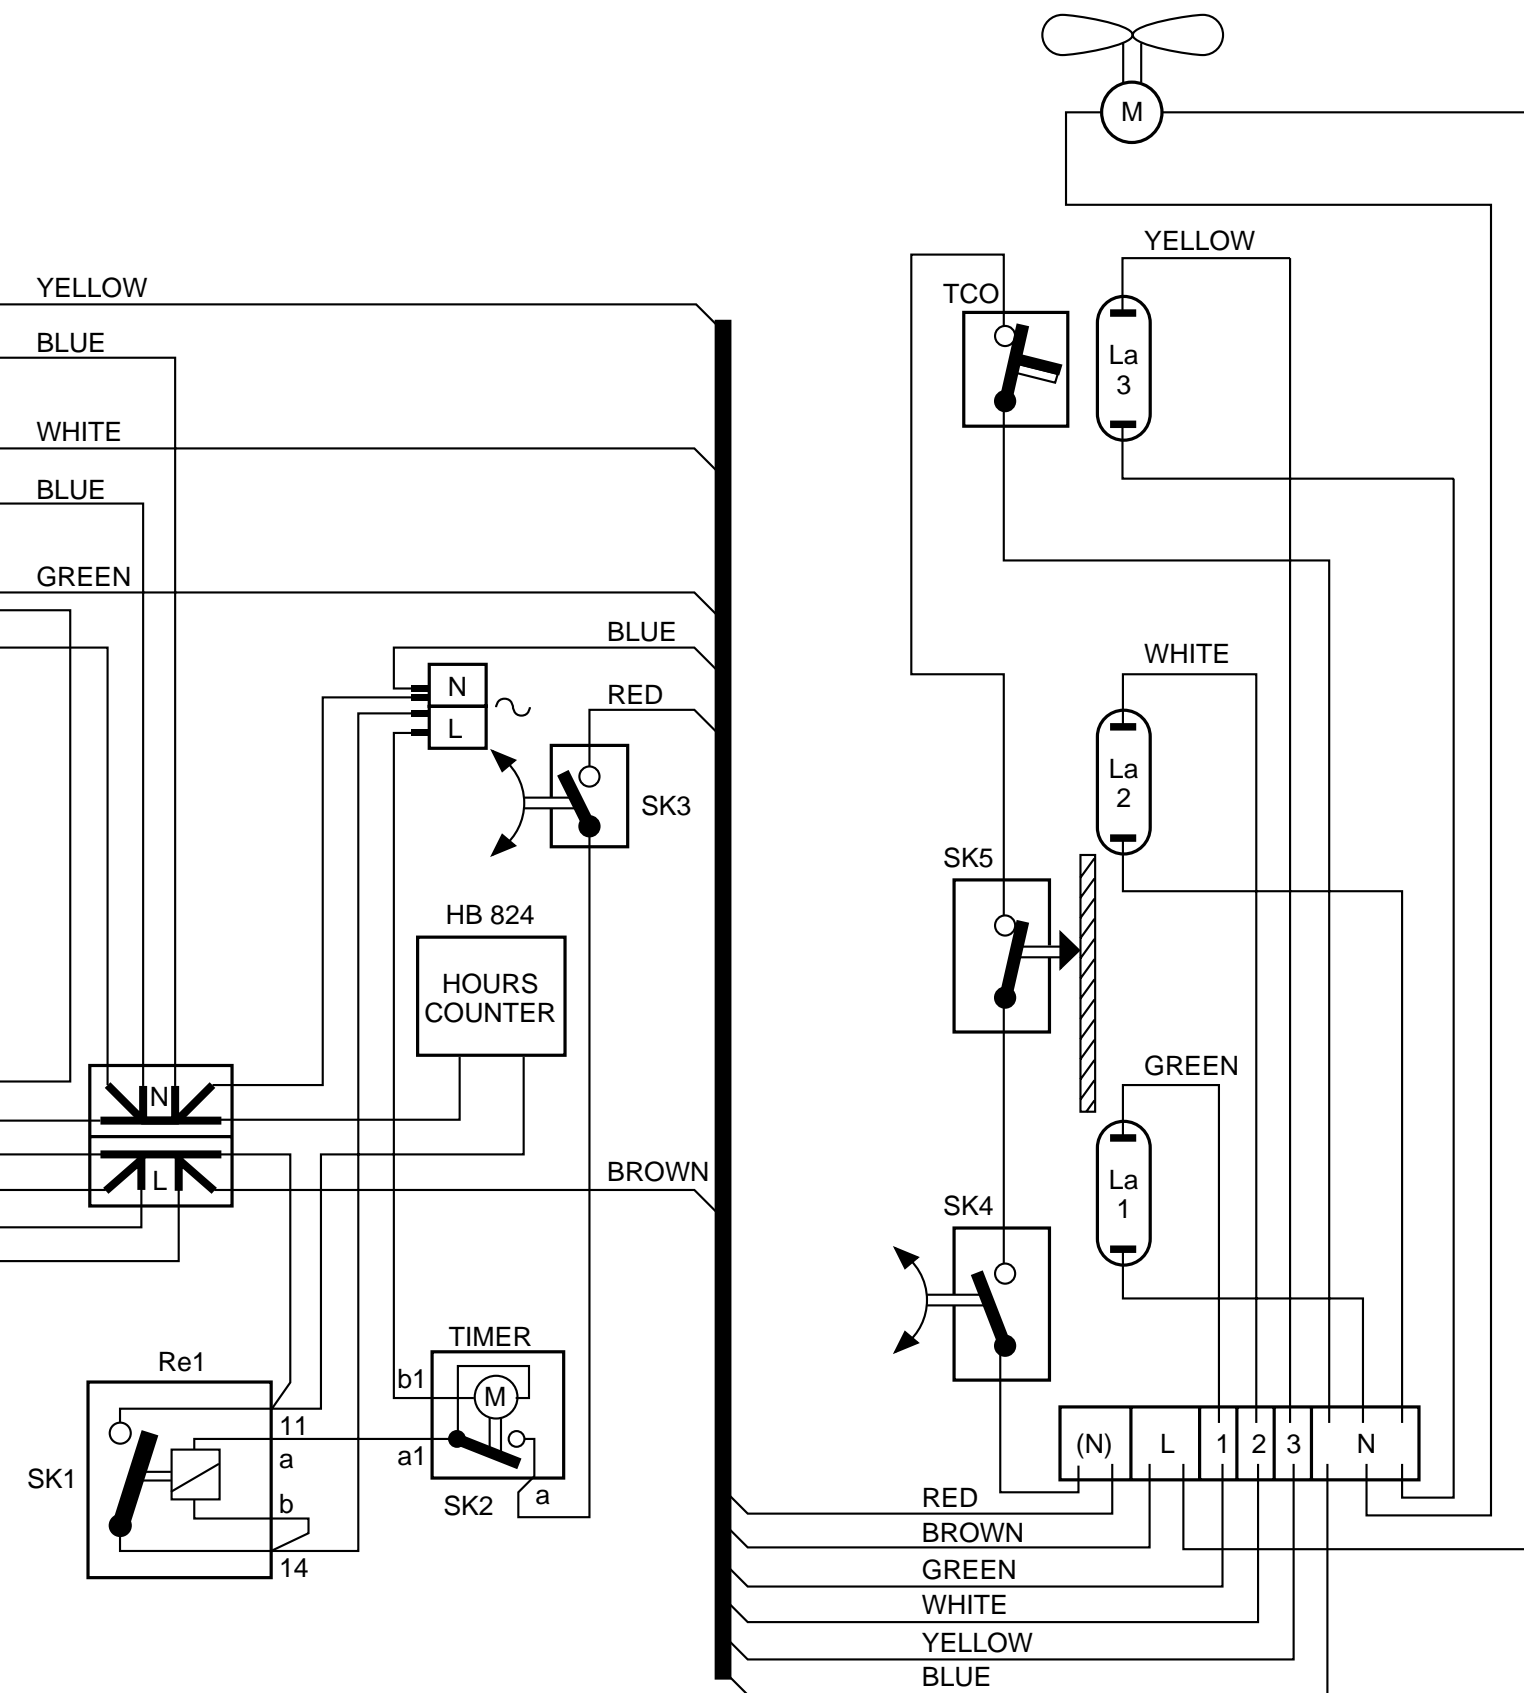 M
YELLOW
TCO
YELLOW
BLUE
La
3
WHITE
BLUE
GREEN
BLUE
WHITE
N
RED
L
La
2
SK3
SK5
HB 824
HOURS
COUNTER
GREEN
N
BROWN
L
La
1
SK4
TIMER
Re1
b1
M
11
a1
a
SK1
(N) L 1 2 3 N
b
SK2
a
RED
BROWN
14
GREEN
WHITE
YELLOW
BLUE